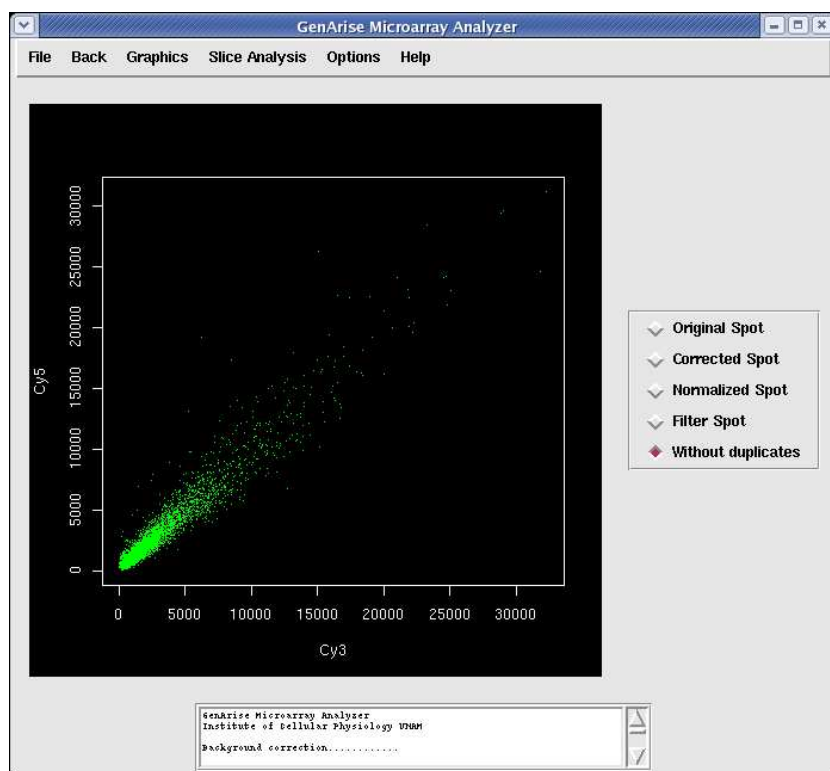 GenArise Microarray Analyzer
File Back Graphics Slice Analysis Options Help
30000
25000
20000
15000
10000
5000
0
Cy5
0 5000 10000 15000 20000 25000 30000
Cy3
Original Spot
Corrected Spot
Normalized Spot
Filter Spot
Without duplicates
GenArise Microarray Analyzer
Institute of Cellular Physiology UNAM
Background correction............